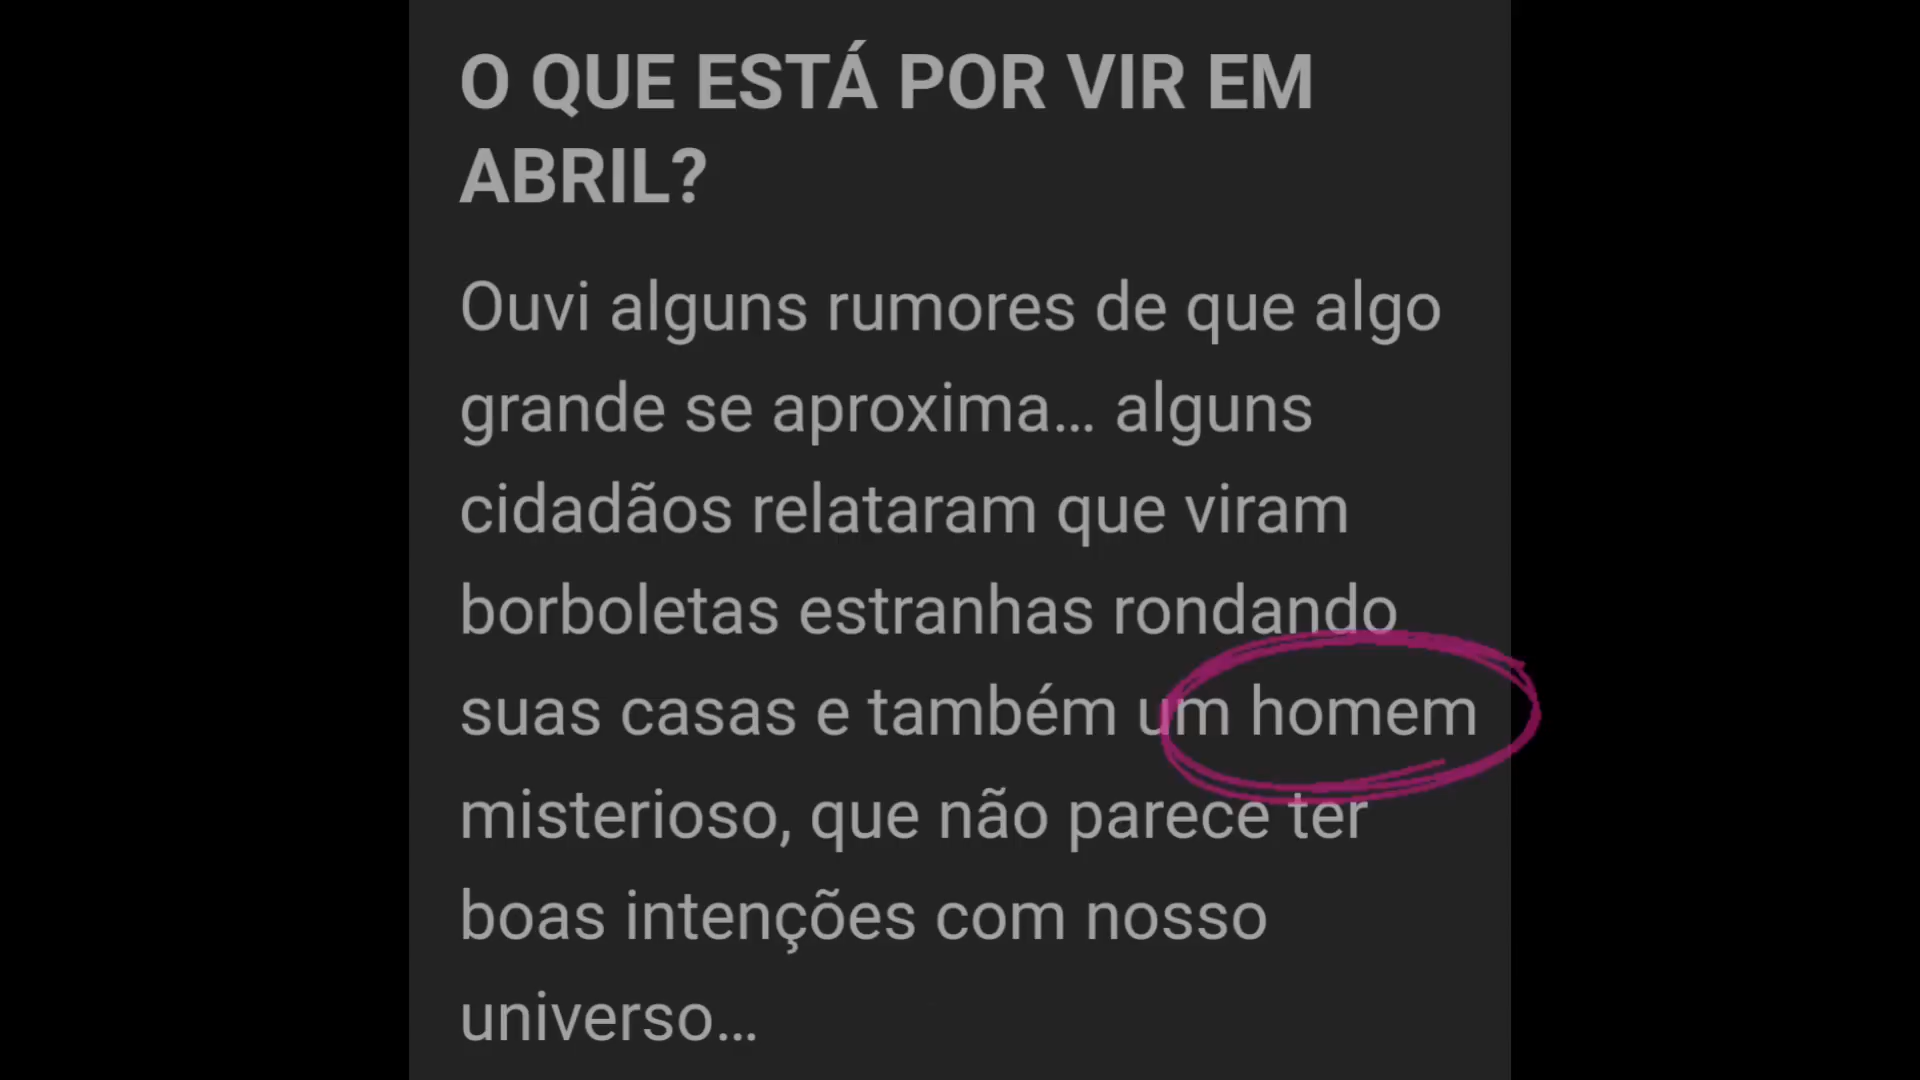 O QUE ESTÁ POR VIR EM
ABRIL?
Ouvi alguns rumores de que algo
grande se aproxima... alguns
cidadãos relataram que viram
borboletas estranhas rondando
suas casas e também um homem
misterioso, que não parece ter
boas intenções com nosso
universo...